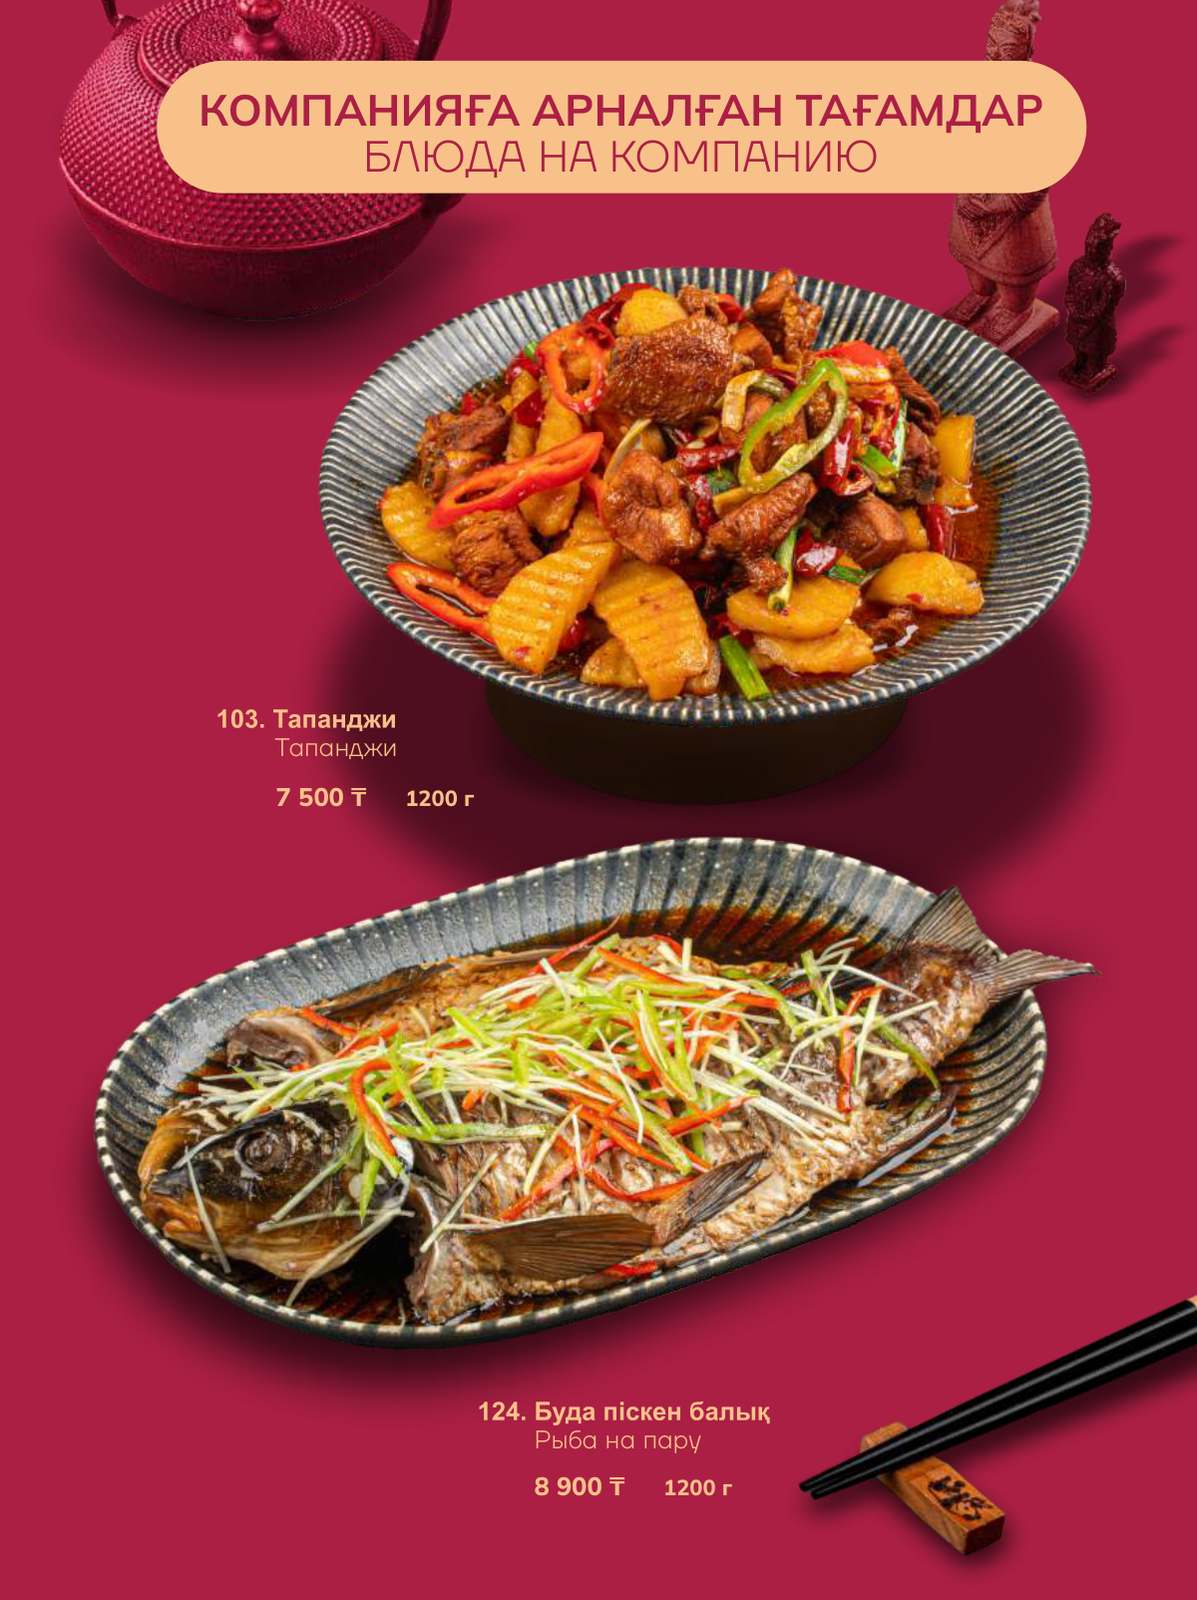 КОМПАНИЯҒА АРНАЛҒАН ТАҒАМДАР
БЛЮДА НА КОМПАНИЮ
103. Тапанджи
Тапанджи
7 500 ₸ 1200 г
124. Буда піскен балық
Рыба на пару
8 900 ₸ 1200 г